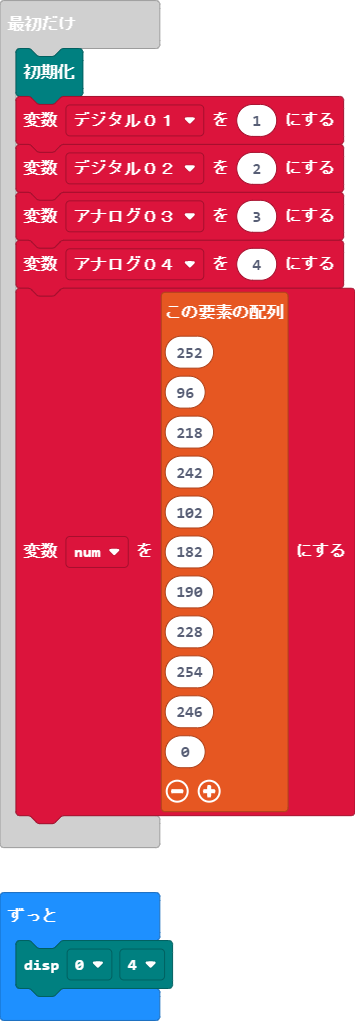 最初だけ
初期化
変数 デジタル０１ を 1 にする
変数 デジタル０２ を 2 にする
変数 アナログ０３ を 3 にする
変数 アナログ０４ を 4 にする
この要素の配列
252
96
218
242
102
182
変数 num を にする
190
228
254
246
0
ずっと
disp 0 4